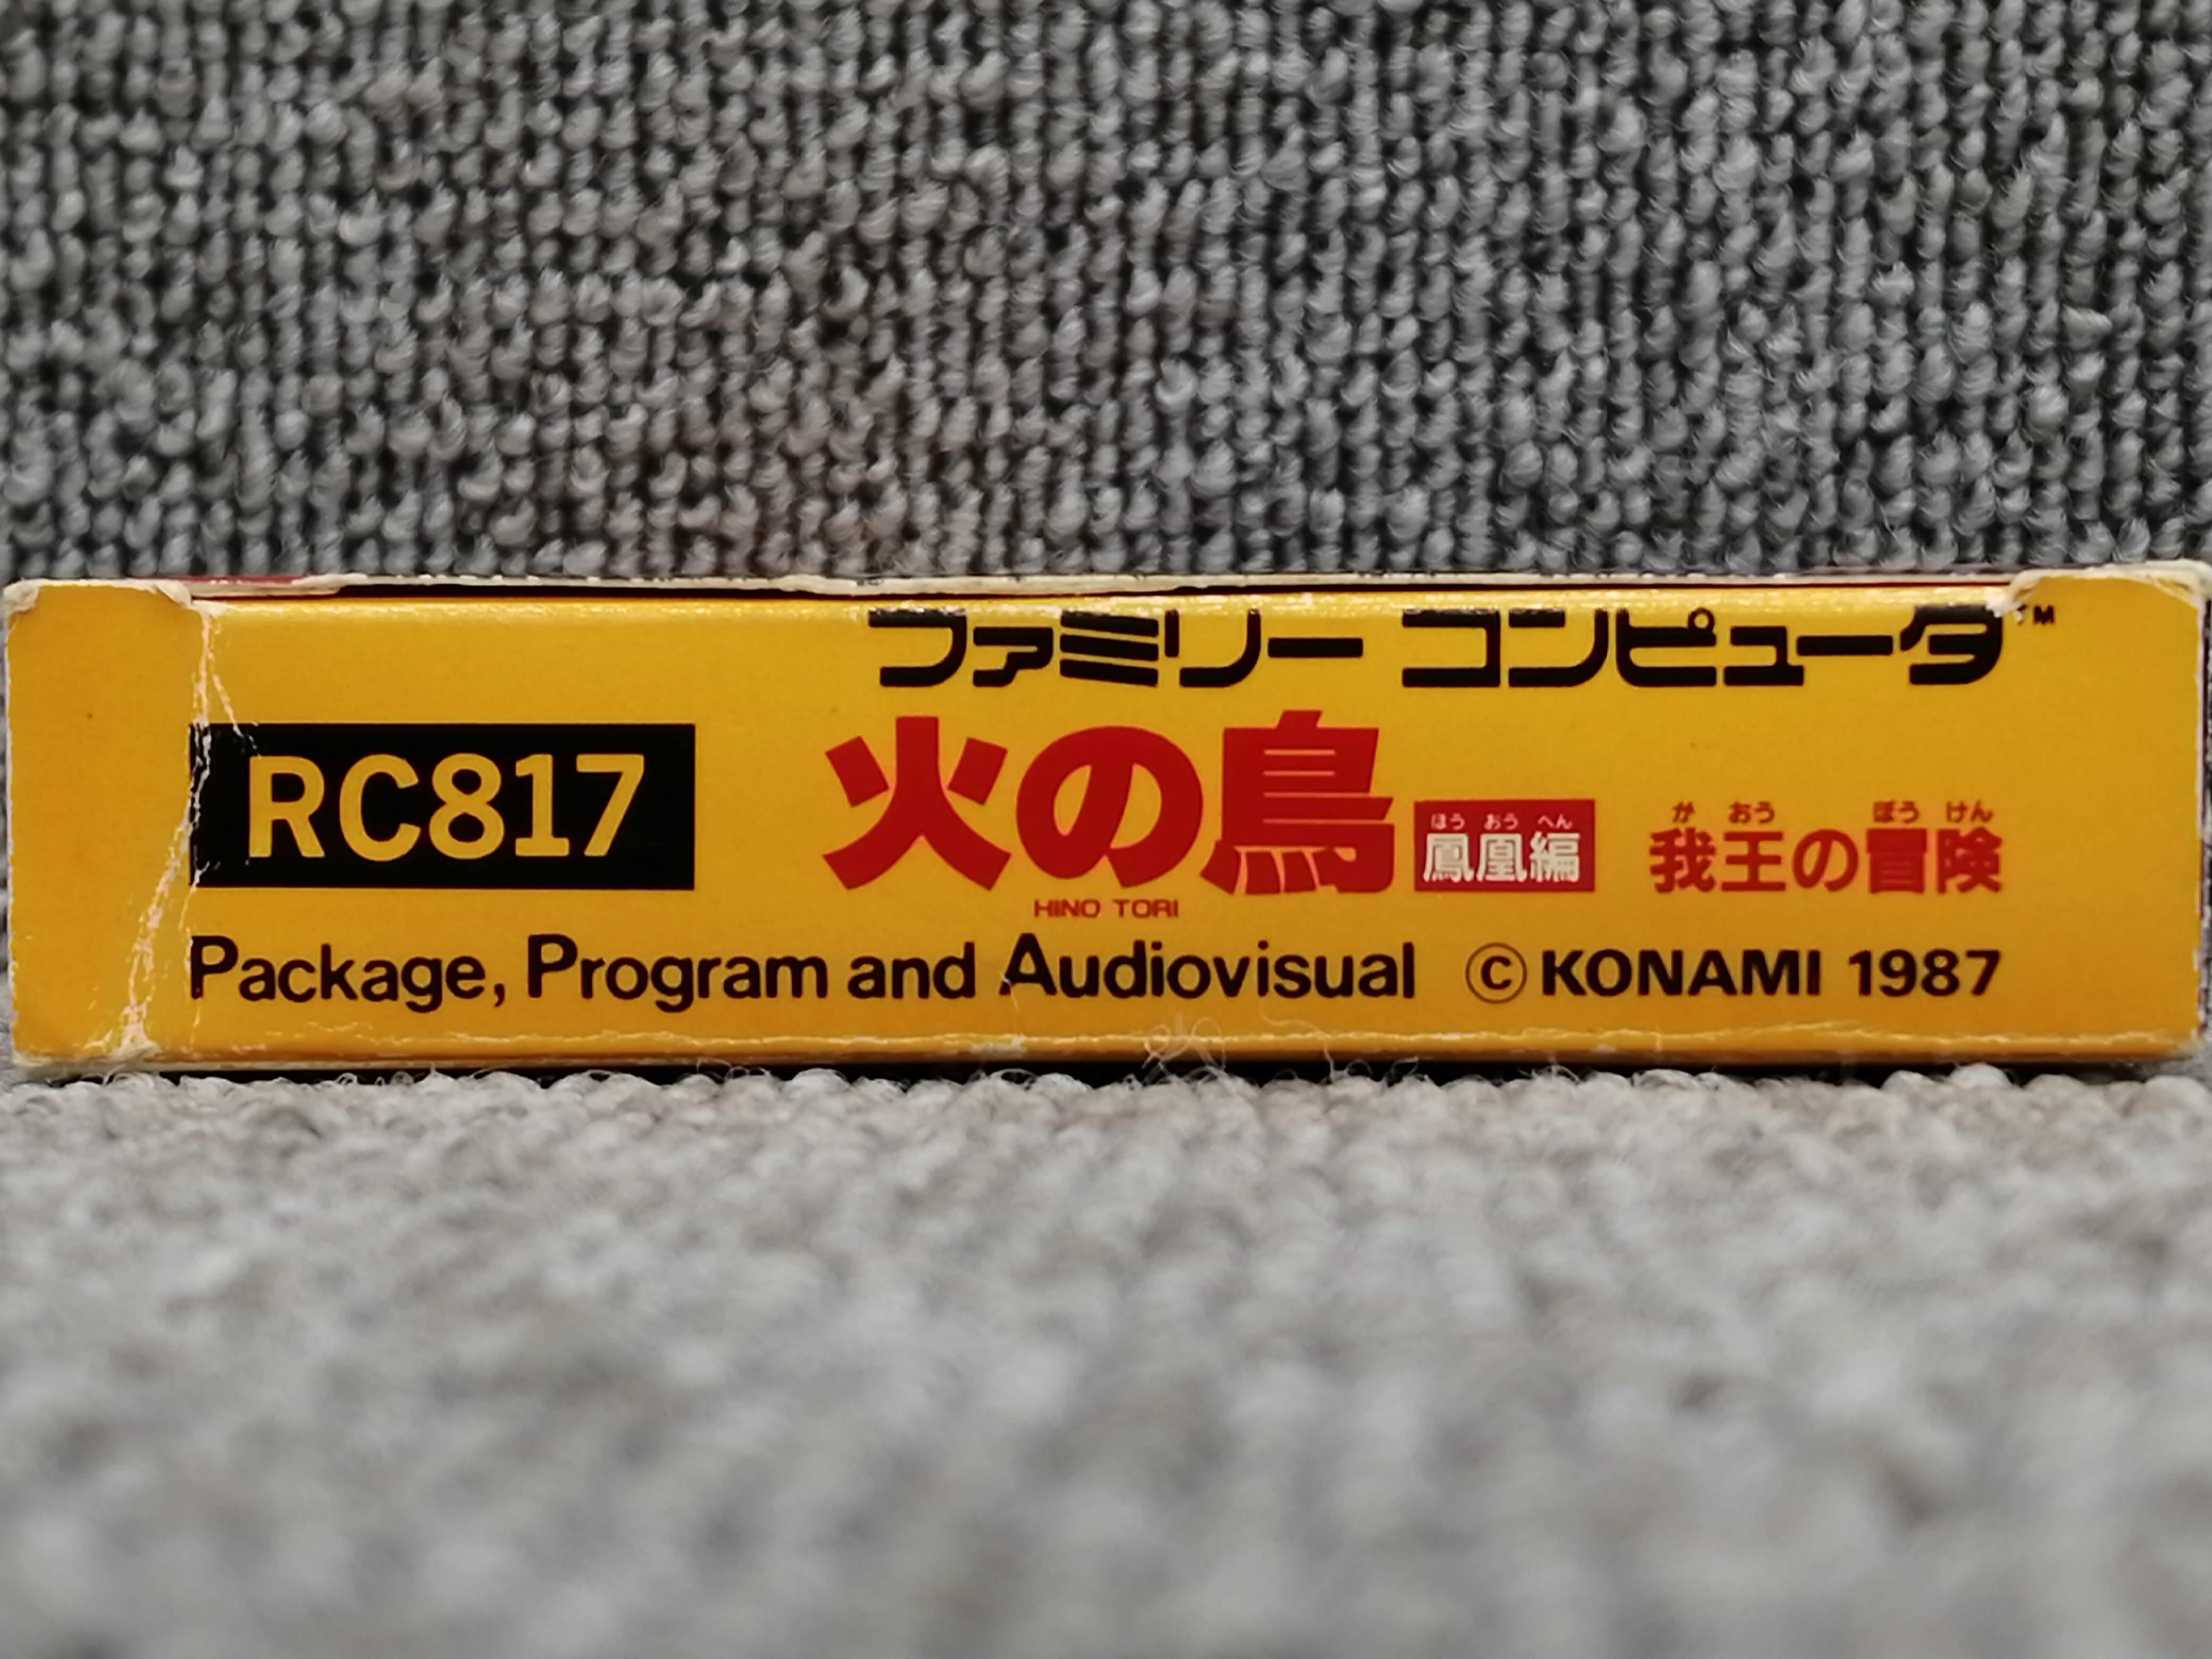 ファミリー コンピュータ™
RC817
火の鳥 鳳凰編 我王の冒険
ほう おう へん が おう ぼう けん
HINO TORI
Package, Program and Audiovisual ©KONAMI 1987